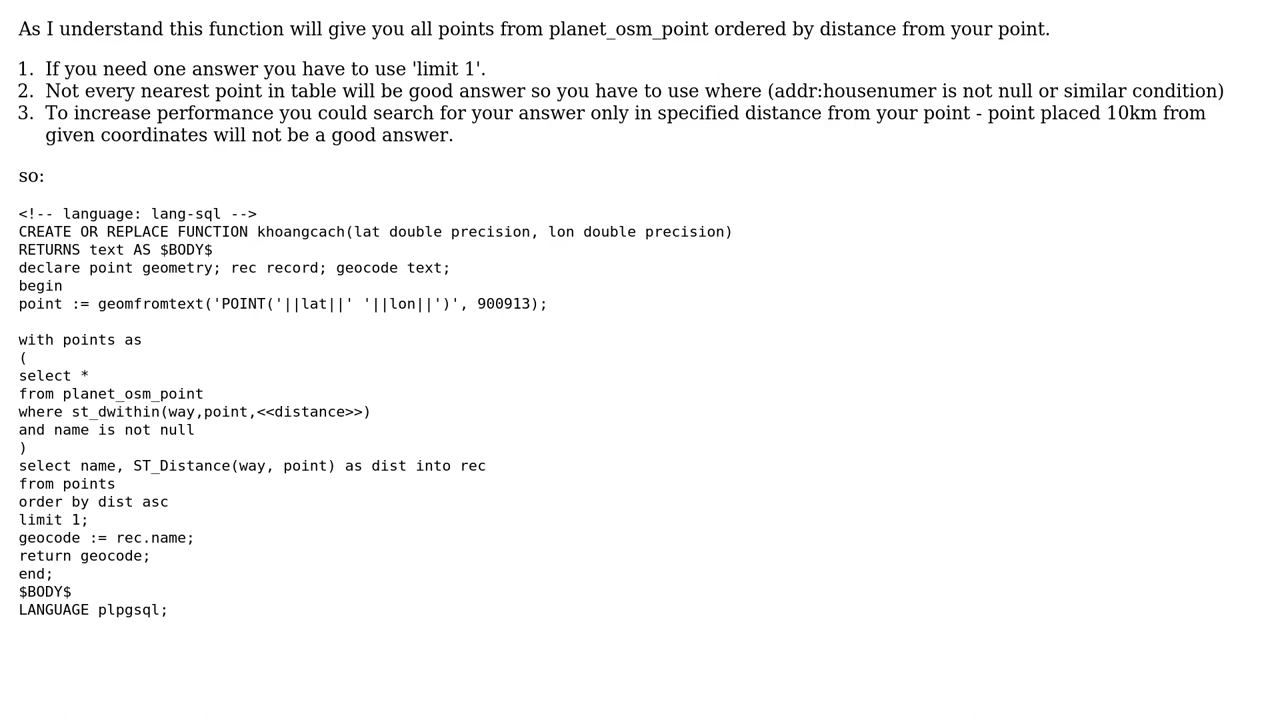 As I understand this function will give you all points from planet_osm_point ordered by distance from your point.
1. If you need one answer you have to use 'limit 1'.
2. Not every nearest point in table will be good answer so you have to use where (addr:housenumer is not null or similar condition)
3. To increase performance you could search for your answer only in specified distance from your point - point placed 10km from
given coordinates will not be a good answer.
so:
<!-- language: lang-sql -->
CREATE OR REPLACE FUNCTION khoangcach(lat double precision, lon double precision)
RETURNS text AS $BODY$
declare point geometry; rec record; geocode text;
begin
point := geomfromtext('POINT('||lat||' '||lon||')', 900913);
with points as
(
select *
from planet_osm_point
where st_dwithin(way,point,<<distance>>)
and name is not null
)
select name, ST_Distance(way, point) as dist into rec
from points
order by dist asc
limit 1;
geocode := rec.name;
return geocode;
end;
$BODY$
LANGUAGE plpgsql;